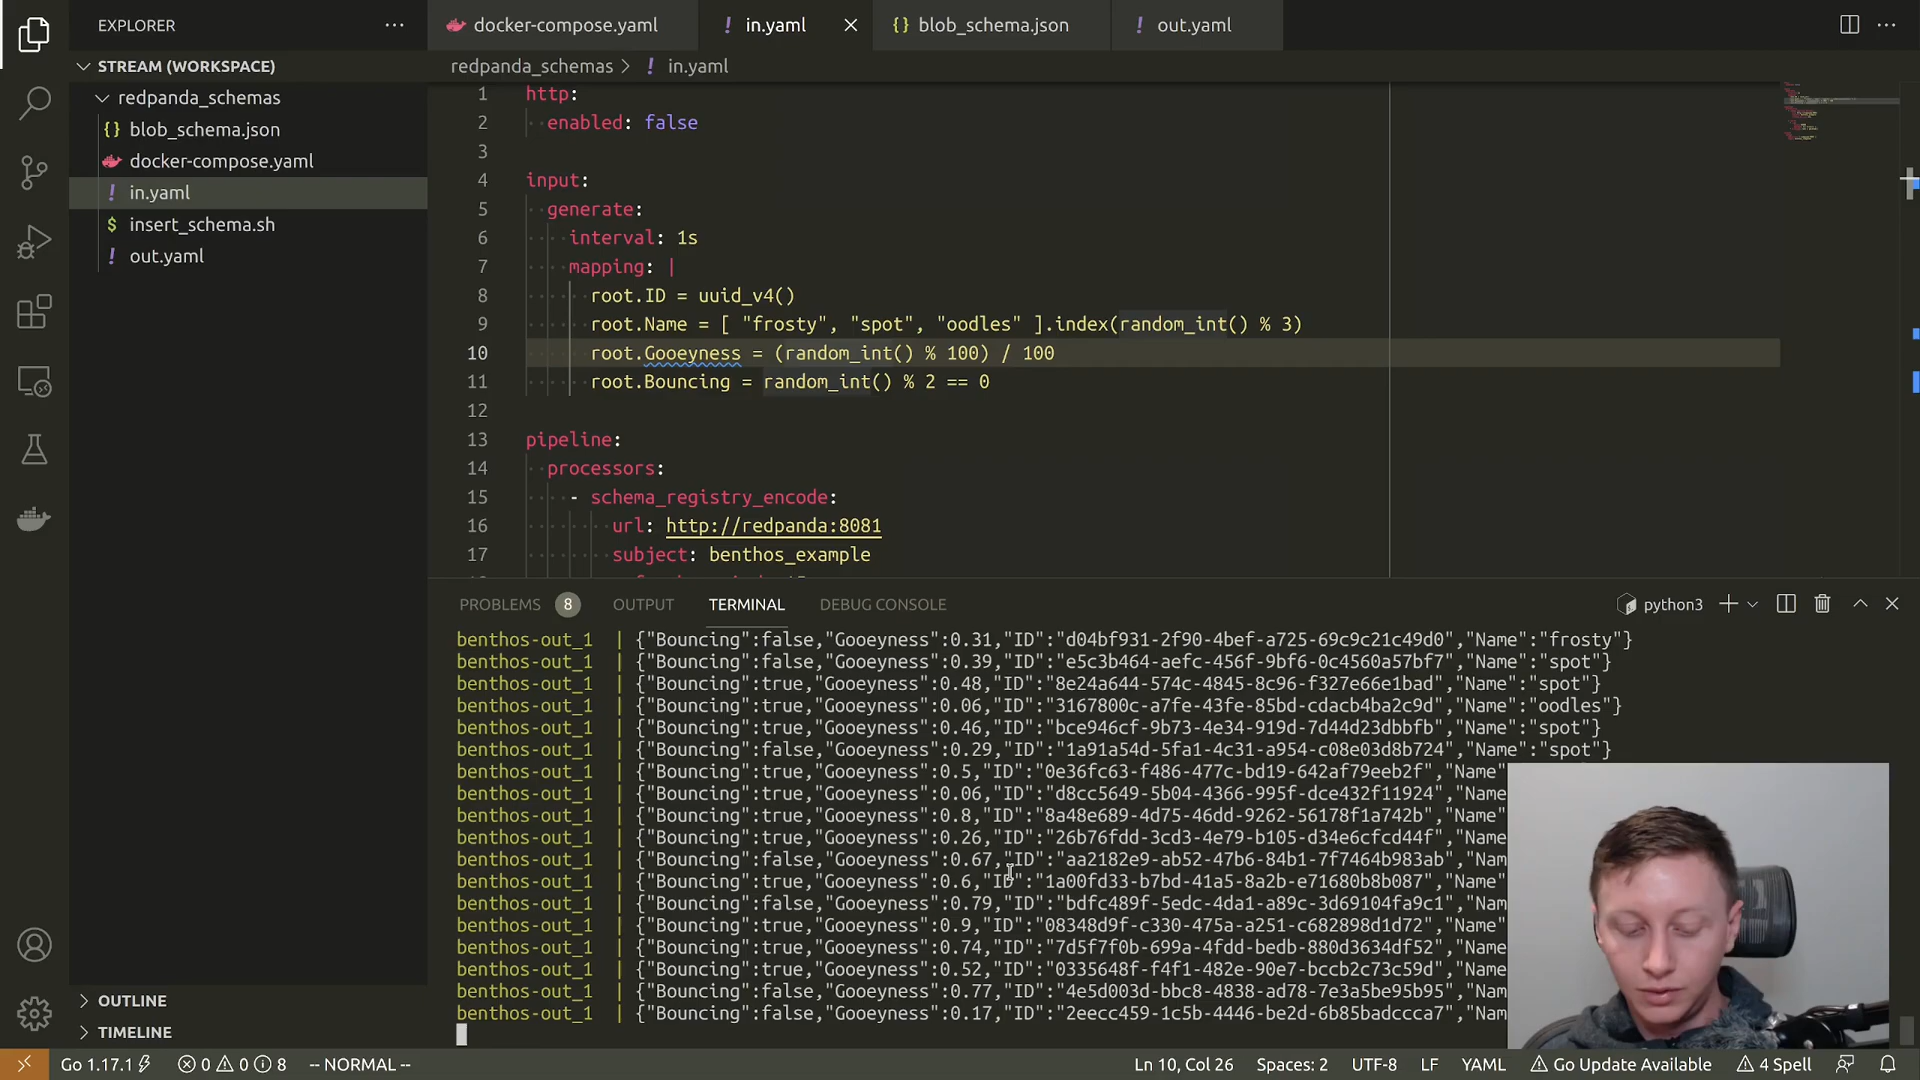 EXPLORER
STREAM (WORKSPACE)
redpanda_schemas
blob_schema.json
docker-compose.yaml
in.yaml
insert_schema.sh
out.yaml
OUTLINE
TIMELINE
docker-compose.yaml
in.yaml
blob_schema.json
out.yaml
redpanda_schemas > ! in.yaml
1 http:
2 enabled: false
3
4 input:
5 generate:
6 interval: 1s
7 mapping: |
8 root.ID = uuid_v4()
9 root.Name = [ "frosty", "spot", "oodles" ].index(random_int() % 3)
10 root.Gooeyness = (random_int() % 100) / 100
11 root.Bouncing = random_int() % 2 == 0
12
13 pipeline:
14 processors:
15 - schema_registry_encode:
16 url: http://redpanda:8081
17 subject: benthos_example
PROBLEMS 8 OUTPUT TERMINAL DEBUG CONSOLE
python3
benthos-out_1 | {"Bouncing":false,"Gooeyness":0.31,"ID":"d04bf931-2f90-4bef-a725-69c9c21c49d0","Name":"frosty"}
benthos-out_1 | {"Bouncing":false,"Gooeyness":0.39,"ID":"e5c3b464-aefc-456f-9bf6-0c4560a57bf7","Name":"spot"}
benthos-out_1 | {"Bouncing":true,"Gooeyness":0.48,"ID":"8e24a644-574c-4845-8c96-f327e66e1bad","Name":"spot"}
benthos-out_1 | {"Bouncing":true,"Gooeyness":0.06,"ID":"3167800c-a7fe-43fe-85bd-cdacb4ba2c9d","Name":"oodles"}
benthos-out_1 | {"Bouncing":true,"Gooeyness":0.46,"ID":"bce946cf-9b73-4e34-919d-7d44d23dbbfb","Name":"spot"}
benthos-out_1 | {"Bouncing":false,"Gooeyness":0.29,"ID":"1a91a54d-5fa1-4c31-a954-c08e03d8b724","Name":"spot"}
benthos-out_1 | {"Bouncing":true,"Gooeyness":0.5,"ID":"0e36fc63-f486-477c-bd19-642af79eeb2f","Name"
benthos-out_1 | {"Bouncing":true,"Gooeyness":0.06,"ID":"d8cc5649-5b04-4366-995f-dce432f11924","Name
benthos-out_1 | {"Bouncing":true,"Gooeyness":0.8,"ID":"8a48e689-4d75-46dd-9262-56178f1a742b","Name"
benthos-out_1 | {"Bouncing":true,"Gooeyness":0.26,"ID":"26b76fdd-3cd3-4e79-b105-d34e6cfcd44f","Name
benthos-out_1 | {"Bouncing":false,"Gooeyness":0.67,"ID":"aa2182e9-ab52-47b6-84b1-7f7464b983ab","Nam
benthos-out_1 | {"Bouncing":true,"Gooeyness":0.6,"ID":"1a00fd33-b7bd-41a5-8a2b-e71680b8b087","Name"
benthos-out_1 | {"Bouncing":false,"Gooeyness":0.79,"ID":"bdfc489f-5edc-4da1-a89c-3d69104fa9c1","Nam
benthos-out_1 | {"Bouncing":true,"Gooeyness":0.9,"ID":"08348d9f-c330-475a-a251-c682898d1d72","Name"
benthos-out_1 | {"Bouncing":true,"Gooeyness":0.74,"ID":"7d5f7f0b-699a-4fdd-bedb-880d3634df52","Name
benthos-out_1 | {"Bouncing":true,"Gooeyness":0.52,"ID":"0335648f-f4f1-482e-90e7-bccb2c73c59d","Nam
benthos-out_1 | {"Bouncing":false,"Gooeyness":0.77,"ID":"4e5d003d-bbc8-4838-ad78-7e3a5be95b95","Nam
benthos-out_1 | {"Bouncing":false,"Gooeyness":0.17,"ID":"2eecc459-1c5b-4446-be2d-6b85badccca7","Nam
Go 1.17.1 0 0 8 -- NORMAL -- Ln 10, Col 26 Spaces: 2 UTF-8 LF YAML Go Update Available 4 Spell